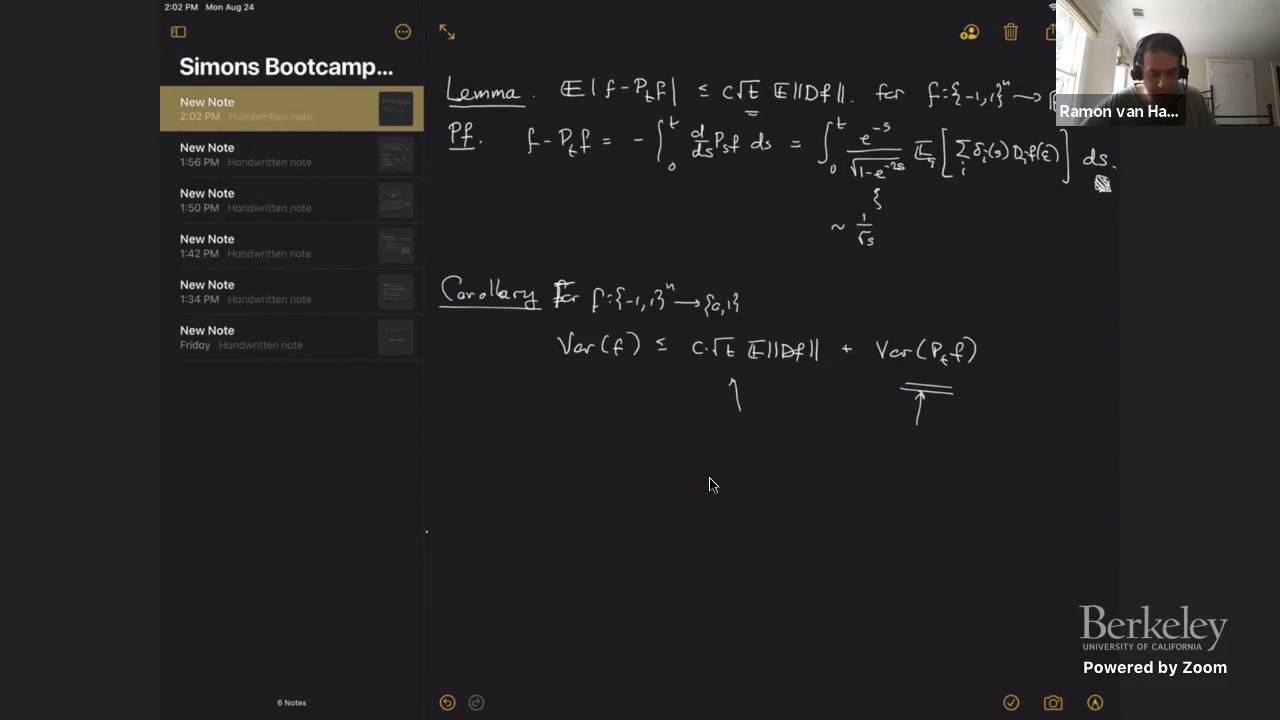 2:02 PM Mon Aug 24
Simons Bootcamp...
New Note
2:02 PM Handwritten note
New Note
1:56 PM Handwritten note
New Note
1:50 PM Handwritten note
New Note
1:42 PM Handwritten note
New Note
1:34 PM Handwritten note
New Note
Friday Handwritten note
6 Notes
Lemma. E|f-P_t f| ≤ c√t E||Df||. for f:{-1,1}^n →
Pf. f-P_t f = -∫_0^t d/ds P_s f ds = ∫_0^t e^{-s}/√(1-e^{-2s}) E_ξ[Σ_i δ_i(s) D_i f(ε)] ds.
~ 1/√s
Corollary For f:{-1,1}^n → {0,1}
Var(f) ≤ C√t E||Df|| + Var(P_t f)
Ramon van Ha...
Berkeley
UNIVERSITY OF CALIFORNIA
Powered by Zoom